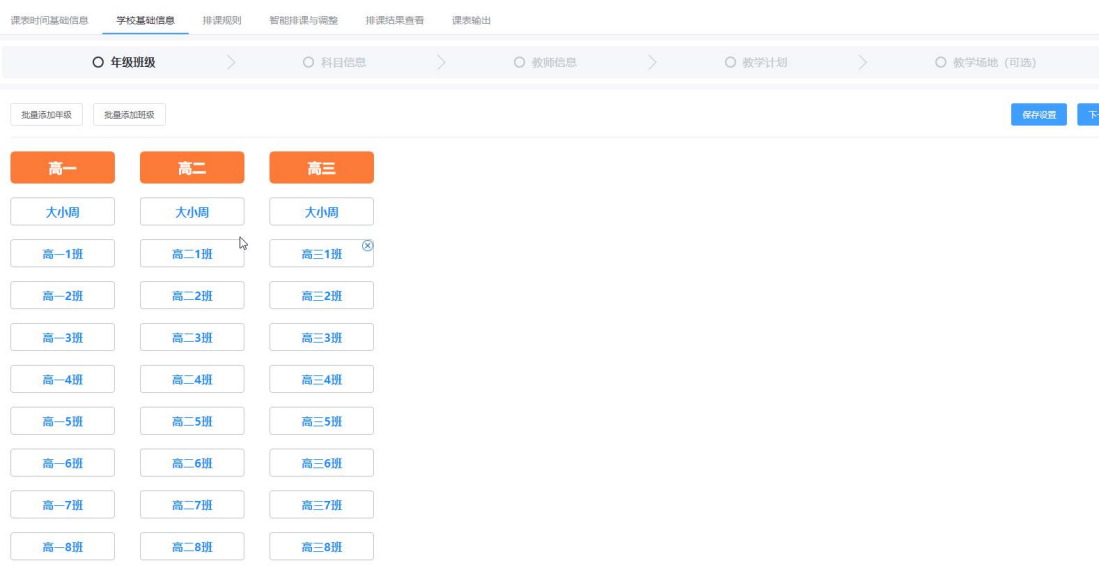 课表时间基础信息 学校基础信息 排课规则 智能排课与调整 排课结果查看 课表输出
年级班级 科目信息 教师信息 教学计划 教学场地（可选）
批量添加年级 批量添加班级 保存设置 下
高一 高二 高三
大小周 大小周 大小周
高一1班 高二1班 高三1班
高一2班 高二2班 高三2班
高一3班 高二3班 高三3班
高一4班 高二4班 高三4班
高一5班 高二5班 高三5班
高一6班 高二6班 高三6班
高一7班 高二7班 高三7班
高一8班 高二8班 高三8班